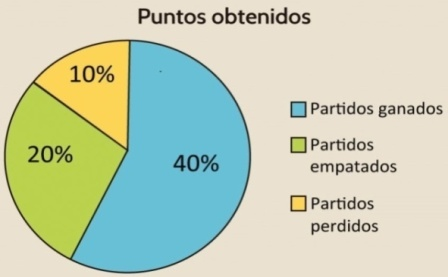 Puntos obtenidos
10%
20%
40%
Partidos ganados
Partidos
empatados
Partidos
perdidos